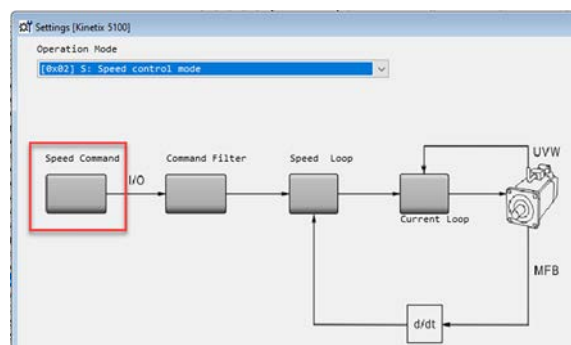 Settings [Kinetix 5100]
Operation Mode
[0x02] S: Speed control mode
Speed Command
Command Filter
Speed Loop
UVW
I/O
Current Loop
MFB
d/dt